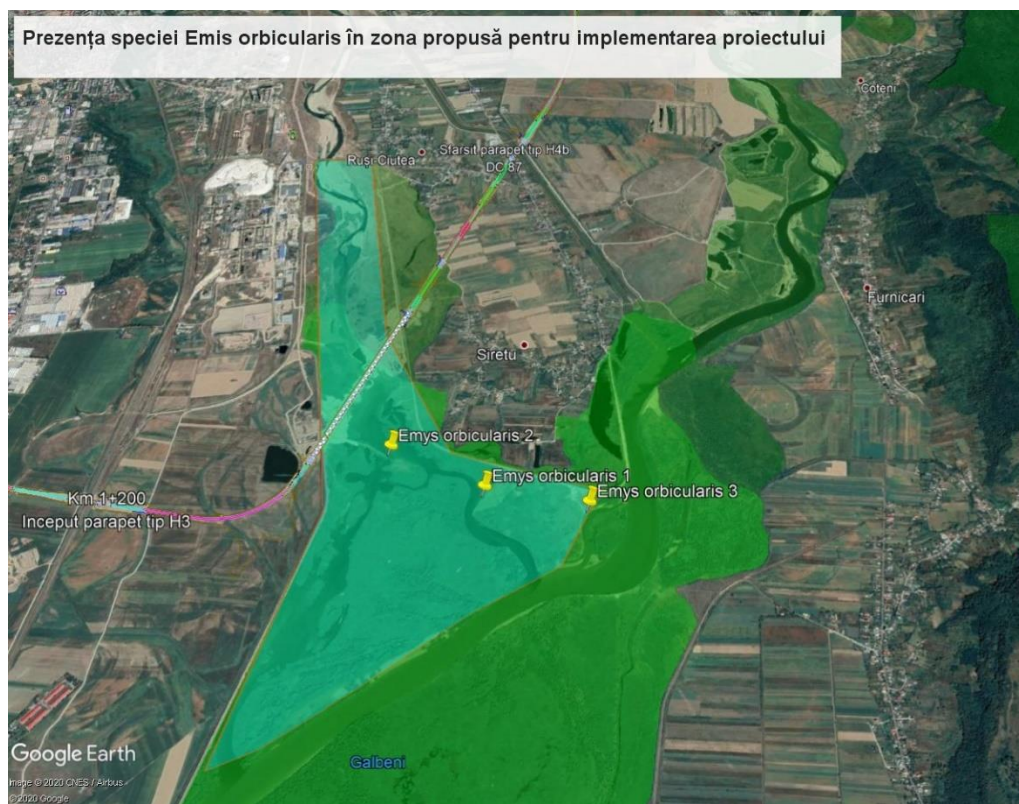 Prezența speciei Emis orbicularis în zona propusă pentru implementarea proiectului
Coteni
Ruși-Ciutea
Sfarsit parapet tip H4b
DC 87
Furnicari
Siretu
Emys orbicularis 2
Emys orbicularis 1
Emys orbicularis 3
Km 1+200
Inceput parapet tip H3
Google Earth
Galbeni
Image © 2020 CNES / Airbus
© 2020 Google